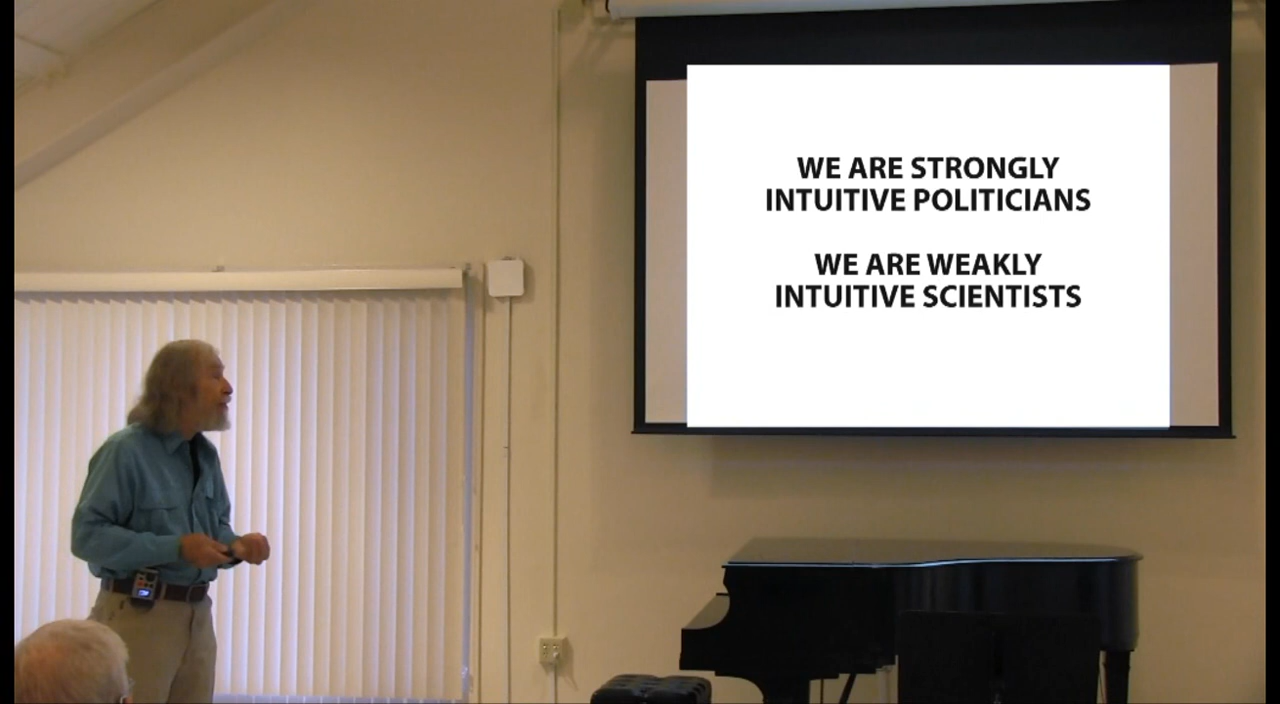 WE ARE STRONGLY
INTUITIVE POLITICIANS
WE ARE WEAKLY
INTUITIVE SCIENTISTS